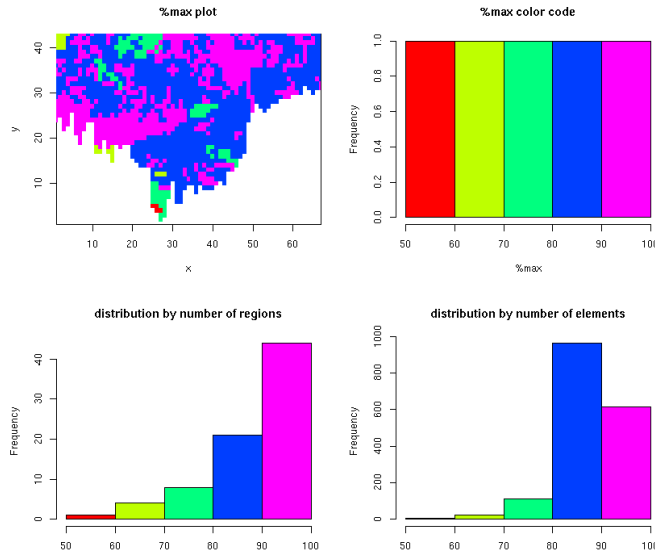 %max plot
%max color code
40
30
20
10
y
10 20 30 40 50 60
x
1.0
0.8
0.6
0.4
0.2
0.0
Frequency
50 60 70 80 90 100
%max
distribution by number of regions
distribution by number of elements
40
30
20
10
0
Frequency
50 60 70 80 90 100
1000
800
600
400
200
0
Frequency
50 60 70 80 90 100